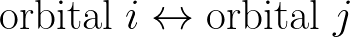 orbital i ↔ orbital j